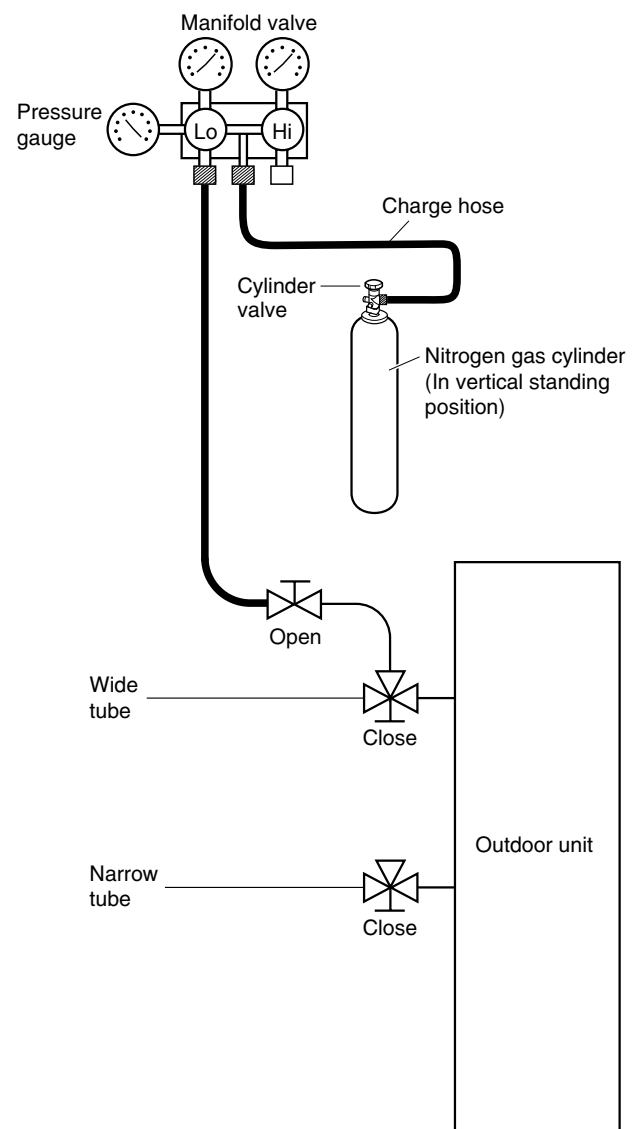 Manifold valve
Pressure
gauge
Lo
Hi
Charge hose
Cylinder
valve
Nitrogen gas cylinder
(In vertical standing
position)
Open
Wide
tube
Close
Outdoor unit
Narrow
tube
Close